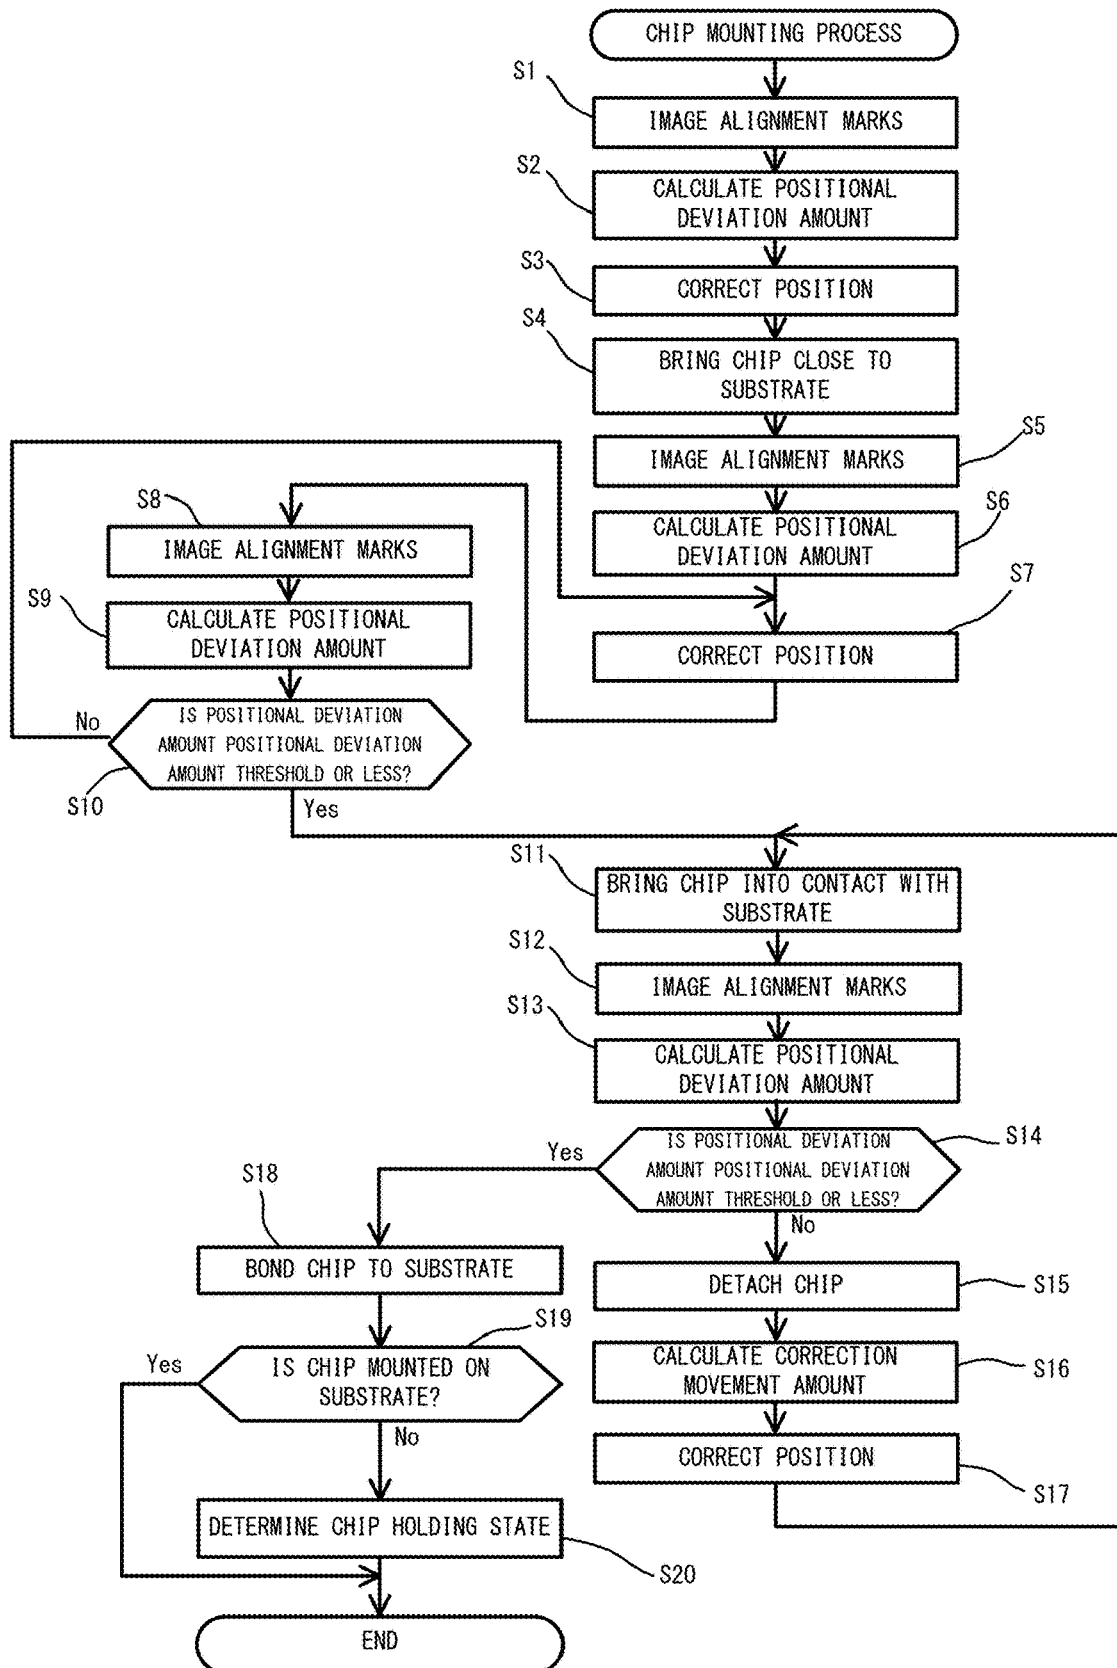 CHIP MOUNTING PROCESS
S1
IMAGE ALIGNMENT MARKS
S2
CALCULATE POSITIONAL
DEVIATION AMOUNT
S3
CORRECT POSITION
S4
BRING CHIP CLOSE TO
SUBSTRATE
S5
IMAGE ALIGNMENT MARKS
S6
CALCULATE POSITIONAL
DEVIATION AMOUNT
S7
CORRECT POSITION
S8
IMAGE ALIGNMENT MARKS
S9
CALCULATE POSITIONAL
DEVIATION AMOUNT
No
IS POSITIONAL DEVIATION
AMOUNT POSITIONAL DEVIATION
AMOUNT THRESHOLD OR LESS?
S10
Yes
S11
BRING CHIP INTO CONTACT WITH
SUBSTRATE
S12
IMAGE ALIGNMENT MARKS
S13
CALCULATE POSITIONAL
DEVIATION AMOUNT
S14
IS POSITIONAL DEVIATION
AMOUNT POSITIONAL DEVIATION
AMOUNT THRESHOLD OR LESS?
Yes
No
S15
DETACH CHIP
S16
CALCULATE CORRECTION
MOVEMENT AMOUNT
CORRECT POSITION
S17
S18
BOND CHIP TO SUBSTRATE
S19
Yes
IS CHIP MOUNTED ON
SUBSTRATE?
No
DETERMINE CHIP HOLDING STATE
S20
END